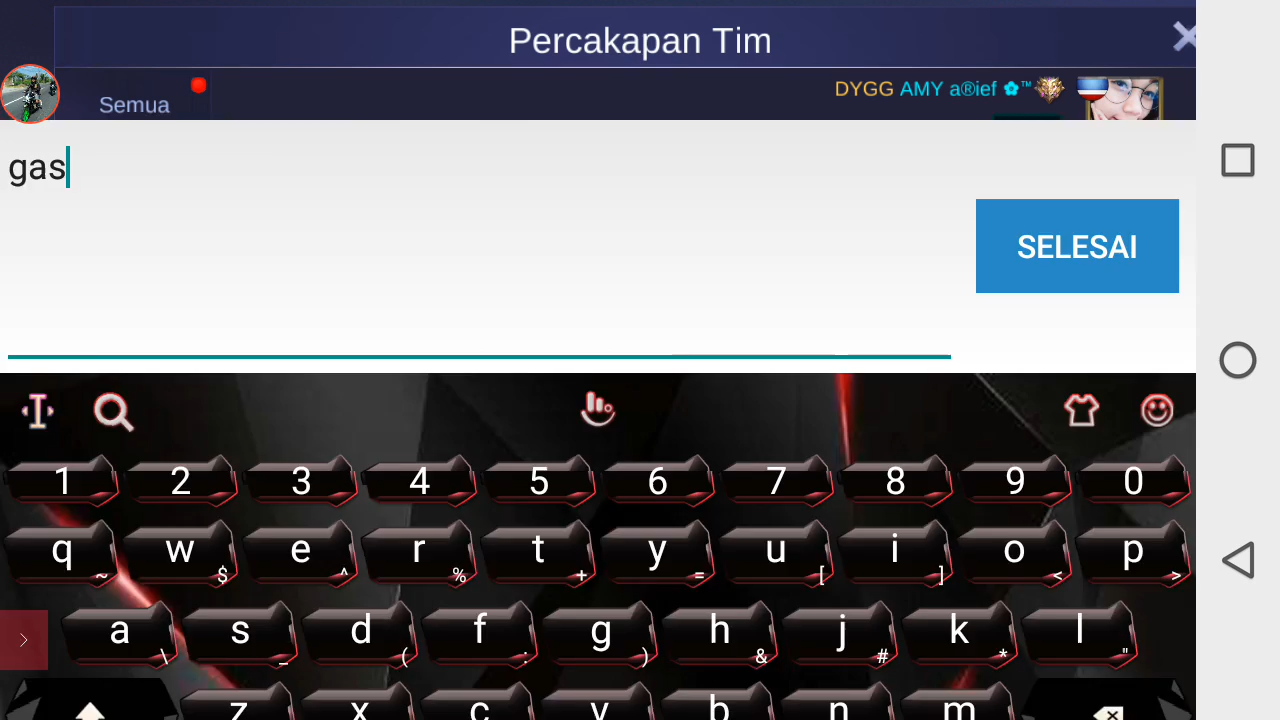 Percakapan Tim
Semua
DYGG AMY a®ief ✿™
gas
SELESAI
1 2 3 4 5 6 7 8 9 0
q w e r t y u i o p
~ $ ^ % + = [ ] < >
a s d f g h j k l
\ _ ( : ) & # * "
z x c v b n m